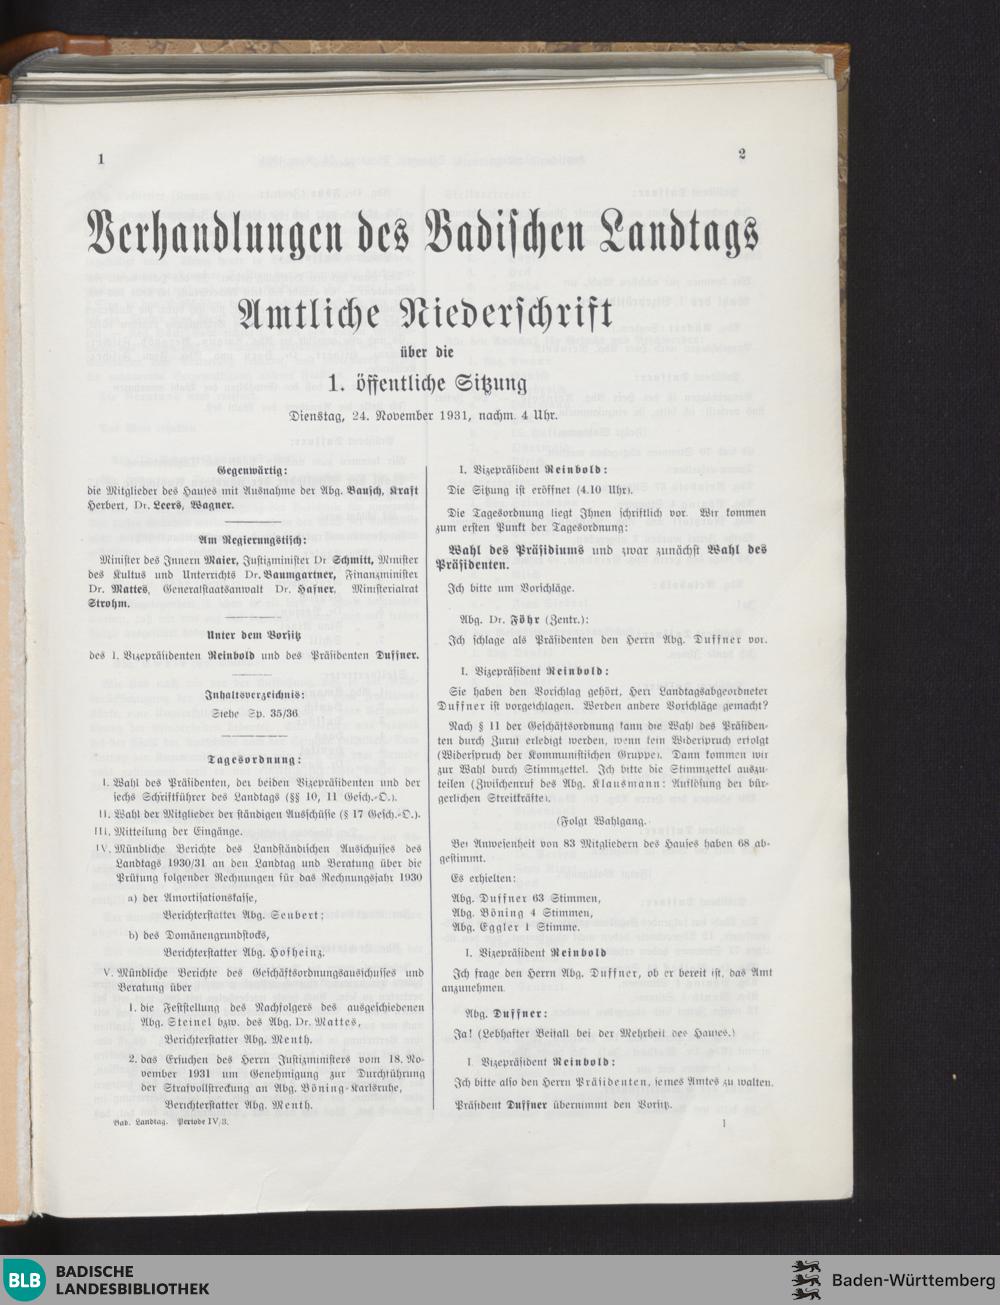 1
2
Verhandlungen des Badischen Landtags
Amtliche Niederschrift
über die
1. öffentliche Sitzung
Dienstag, 24. November 1931, nachm. 4 Uhr.
Gegenwärtig:
die Mitglieder des Hauses mit Ausnahme der Abg. Bausch, Kraft
Herbert, Dr. Leers, Wagner.
Am Regierungstisch:
Minister des Innern Maier, Justizminister Dr Schmitt, Minister
des Kultus und Unterrichts Dr. Baumgartner, Finanzminister
Dr. Mattes, Generalstaatsanwalt Dr. Hafner, Ministerialrat
Strohm.
Unter dem Vorsitz
des I. Vizepräsidenten Reinbold und des Präsidenten Duffner.
Inhaltsverzeichnis:
Siehe Sp. 35/36
Tagesordnung:
I. Wahl des Präsidenten, der beiden Vizepräsidenten und der
sechs Schriftführer des Landtags (§§ 10, 11 Gesch.-O.).
II. Wahl der Mitglieder der ständigen Ausschüsse (§ 17 Gesch.-O.).
III. Mitteilung der Eingänge.
IV. Mündliche Berichte des Landständischen Ausschusses des
Landtags 1930/31 an den Landtag und Beratung über die
Prüfung folgender Rechnungen für das Rechnungsjahr 1930
a) der Amortisationskasse,
Berichterstatter Abg. Seubert;
b) des Domänengrundstocks,
Berichterstatter Abg. Hofheinz.
V. Mündliche Berichte des Geschäftsordnungsausschusses und
Beratung über
1. die Feststellung des Nachfolgers des ausgeschiedenen
Abg. Steinel bzw. des Abg. Dr. Mattes,
Berichterstatter Abg. Menth.
2. das Ersuchen des Herrn Justizministers vom 18. No-
vember 1931 um Genehmigung zur Durchführung
der Strafvollstreckung an Abg. Böning-Karlsruhe,
Berichterstatter Abg. Menth.
Bad. Landtag. Periode IV/3.
I. Vizepräsident Reinbold:
Die Sitzung ist eröffnet (4.10 Uhr).
Die Tagesordnung liegt Ihnen schriftlich vor. Wir kommen
zum ersten Punkt der Tagesordnung:
Wahl des Präsidiums und zwar zunächst Wahl des
Präsidenten.
Ich bitte um Vorschläge.
Abg. Dr. Föhr (Zentr.):
Ich schlage als Präsidenten den Herrn Abg. Duffner vor.
I. Vizepräsident Reinbold:
Sie haben den Vorschlag gehört, Herr Landtagsabgeordneter
Duffner ist vorgeschlagen. Werden andere Vorschläge gemacht?
Nach § 11 der Geschäftsordnung kann die Wahl des Präsiden-
ten durch Zuruf erledigt werden, wenn kein Widerspruch erfolgt
(Widerspruch der Kommunistischen Gruppe). Dann kommen wir
zur Wahl durch Stimmzettel. Ich bitte die Stimmzettel auszu-
teilen (Zwischenruf des Abg. Klausmann: Auflösung der bür-
gerlichen Streitkräfte).
(Folgt Wahlgang.
Bei Anwesenheit von 83 Mitgliedern des Hauses haben 68 ab-
gestimmt.
Es erhielten:
Abg. Duffner 63 Stimmen,
Abg. Böning 4 Stimmen,
Abg. Eggler 1 Stimme.
I. Vizepräsident Reinbold
Ich frage den Herrn Abg. Duffner, ob er bereit ist, das Amt
anzunehmen.
Abg. Duffner:
Ja! (Lebhafter Beifall bei der Mehrheit des Hauses.)
I Vizepräsident Reinbold:
Ich bitte also den Herrn Präsidenten, seines Amtes zu walten.
Präsident Duffner übernimmt den Vorsitz.
1
BLB
BADISCHE
LANDESBIBLIOTHEK
Baden-Württemberg